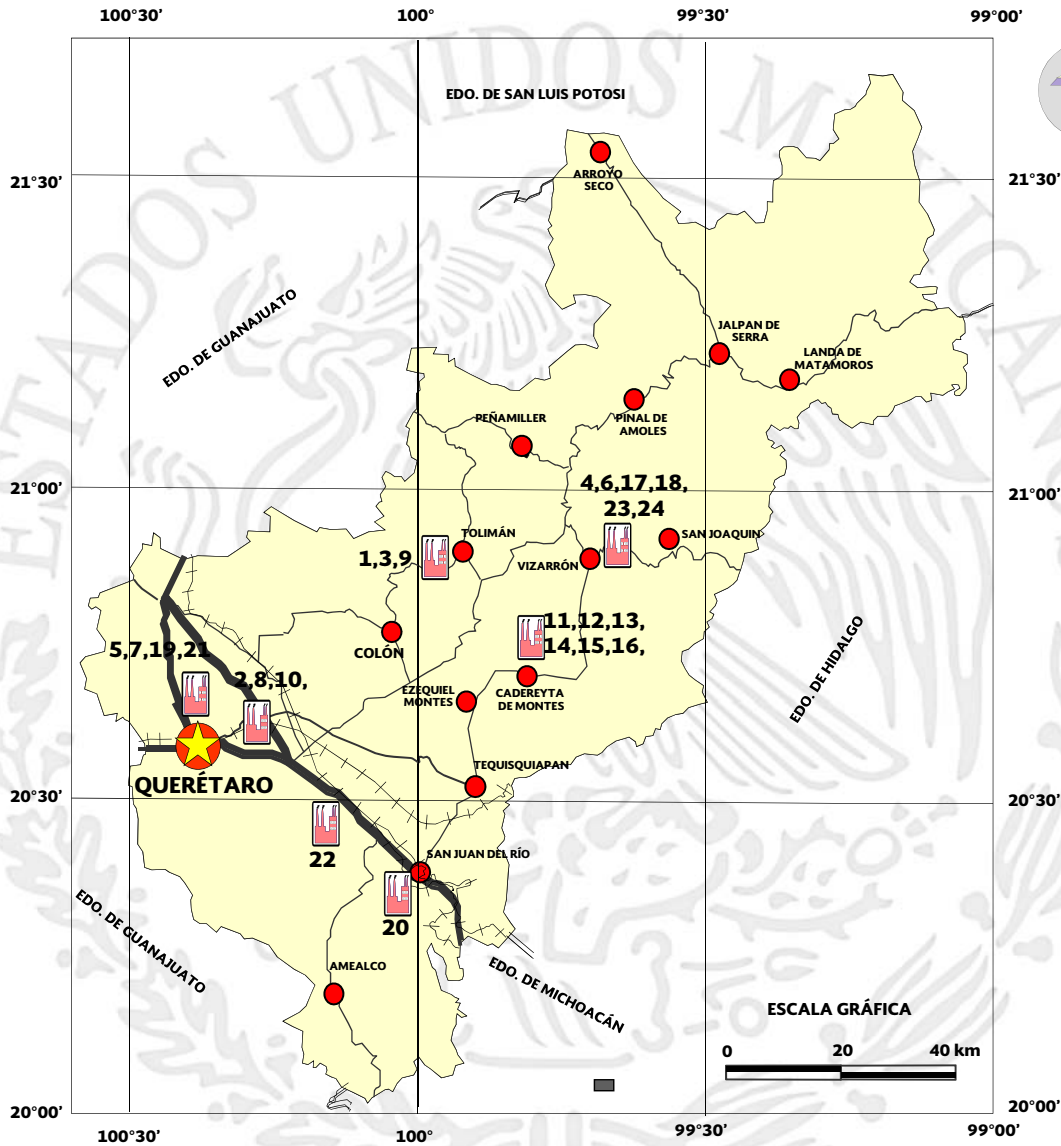 100°30'
100°
99°30'
99°00'
ESTADOS UNIDOS MEXICAN
EDO. DE SAN LUIS POTOSI
21°30'
21°30'
ARROYO
SECO
EDO. DE GUANAJUATO
JALPAN DE
SERRA
LANDA DE
MATAMOROS
PEÑAMILLER
PINAL DE
AMOLES
4,6,17,18,
23,24
21°00'
21°00'
TOLIMÁN
SAN JOAQUIN
1,3,9
VIZARRÓN
11,12,13,
14,15,16,
5,7,19,21
COLÓN
2,8,10,
EZEQUIEL
MONTES
CADEREYTA
DE MONTES
EDO. DE HIDALGO
TEQUISQUIAPAN
QUERÉTARO
20°30'
20°30'
22
SAN JUAN DEL RÍO
20
EDO. DE GUANAJUATO
AMEALCO
EDO. DE MICHOACÁN
ESCALA GRÁFICA
0
20
40 km
20°00'
20°00'
100°30'
100°
99°30'
99°00'